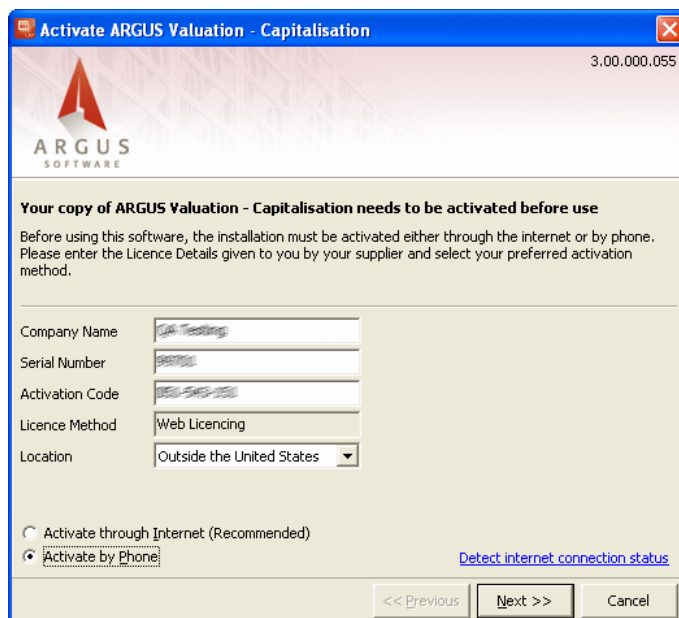 Activate ARGUS Valuation - Capitalisation
3.00.000.055
ARGUS
SOFTWARE
Your copy of ARGUS Valuation - Capitalisation needs to be activated before use
Before using this software, the installation must be activated either through the internet or by phone.
Please enter the Licence Details given to you by your supplier and select your preferred activation
method.
Company Name
Serial Number
Activation Code
Licence Method Web Licencing
Location Outside the United States
Activate through Internet (Recommended)
Activate by Phone
Detect internet connection status
<< Previous Next >> Cancel